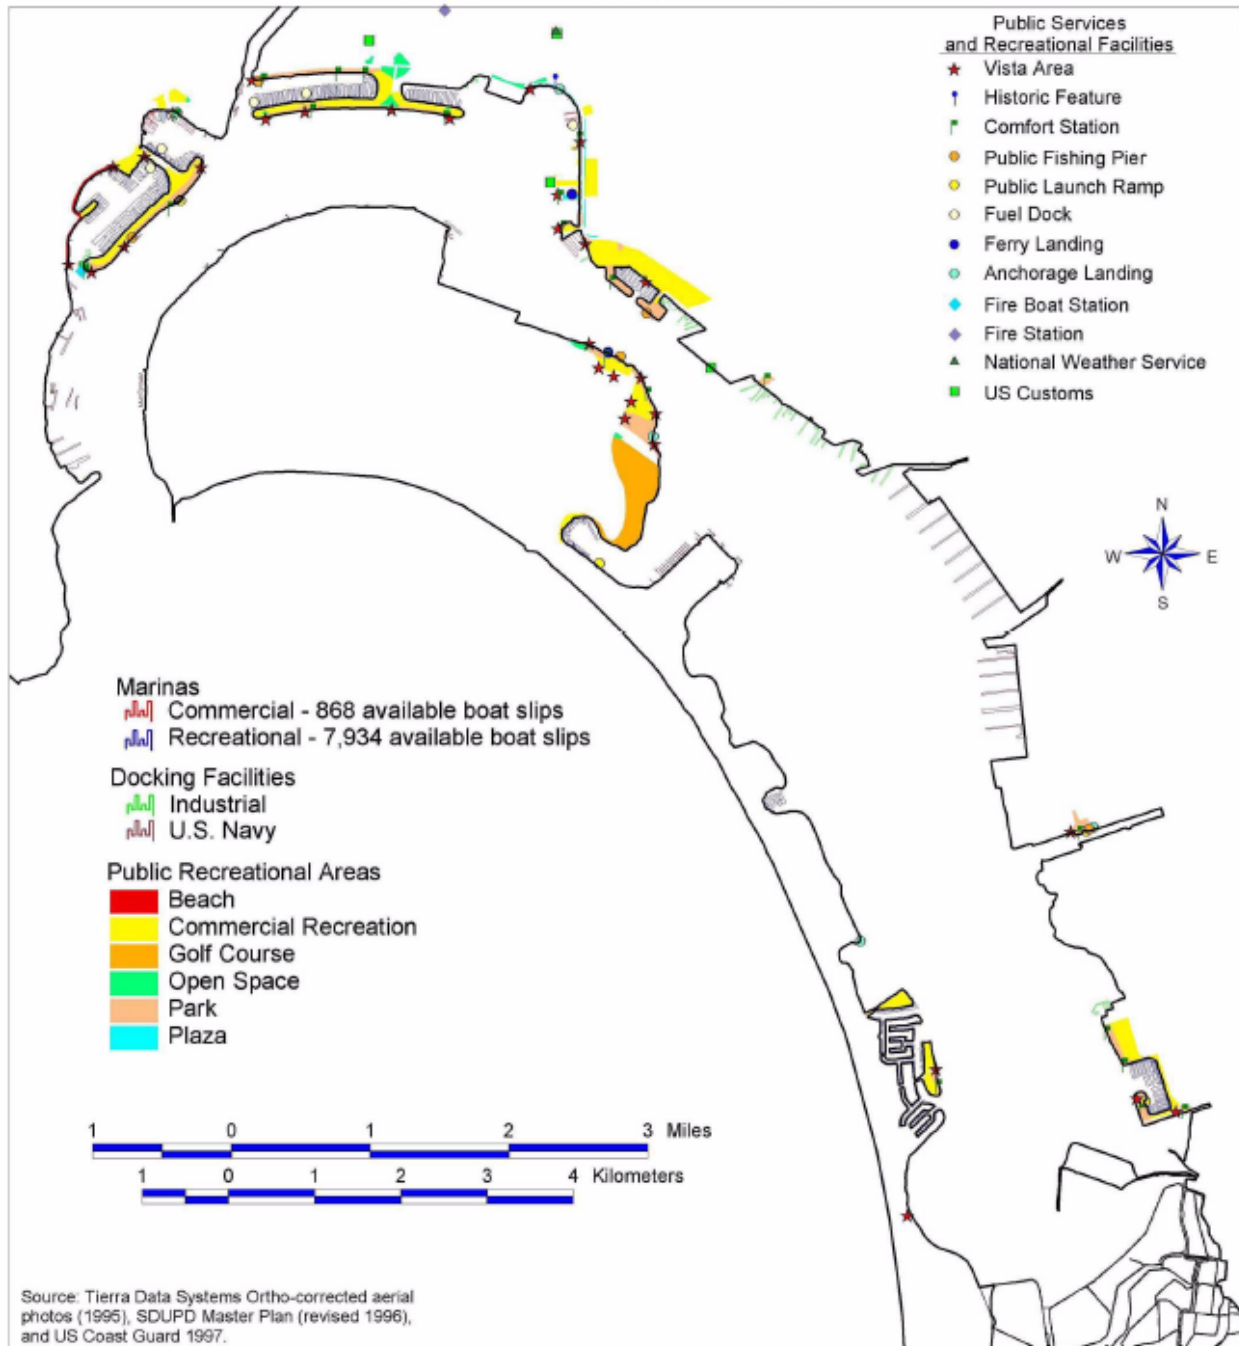 Public Services
and Recreational Facilities
Vista Area
Historic Feature
Comfort Station
Public Fishing Pier
Public Launch Ramp
Fuel Dock
Ferry Landing
Anchorage Landing
Fire Boat Station
Fire Station
National Weather Service
US Customs
N
W E
S
Marinas
Commercial - 868 available boat slips
Recreational - 7,934 available boat slips
Docking Facilities
Industrial
U.S. Navy
Public Recreational Areas
Beach
Commercial Recreation
Golf Course
Open Space
Park
Plaza
1 0 1 2 3 Miles
1 0 1 2 3 4 Kilometers
Source: Tierra Data Systems Ortho-corrected aerial
photos (1995), SDUPD Master Plan (revised 1996),
and US Coast Guard 1997.